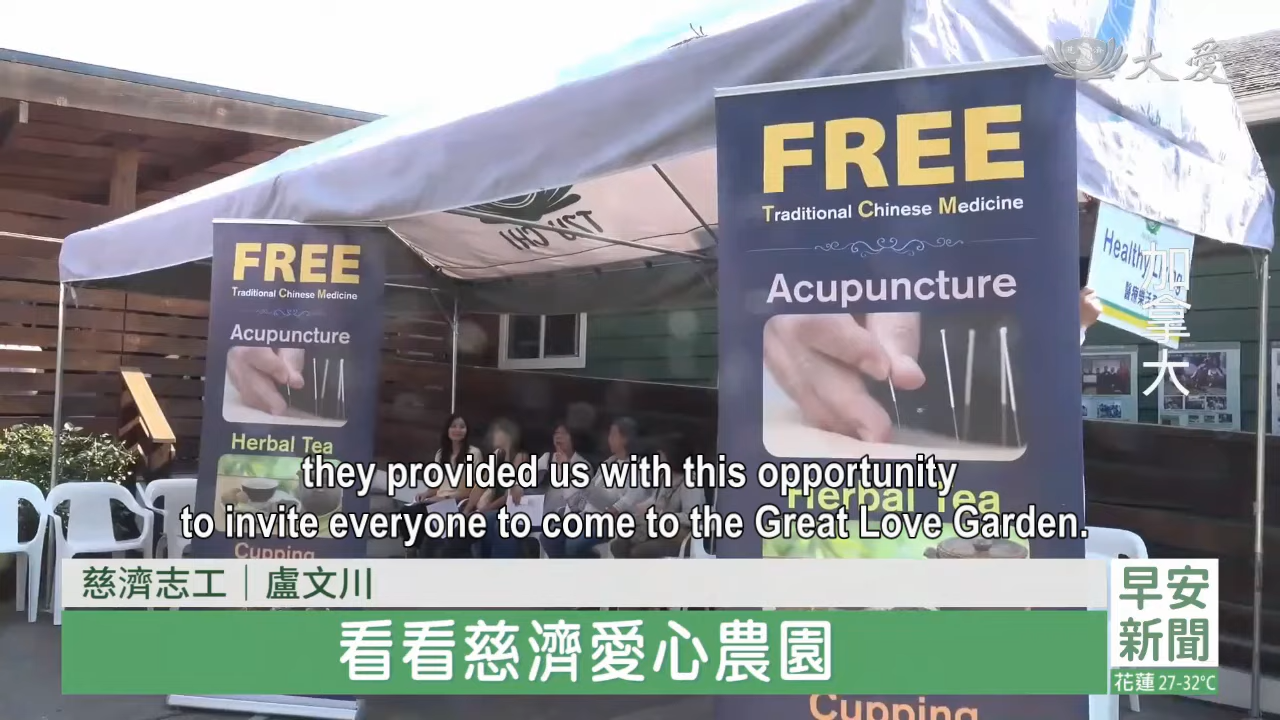 大愛
FREE
Traditional Chinese Medicine
Acupuncture
Herbal Tea
Cupping
FREE
Traditional Chinese Medicine
Acupuncture
Herbal Tea
Cupping
TZU CHI
Healthy Living
加拿大
they provided us with this opportunity
to invite everyone to come to the Great Love Garden.
慈濟志工│盧文川
看看慈濟愛心農園
早安
新聞
花蓮 27-32°C